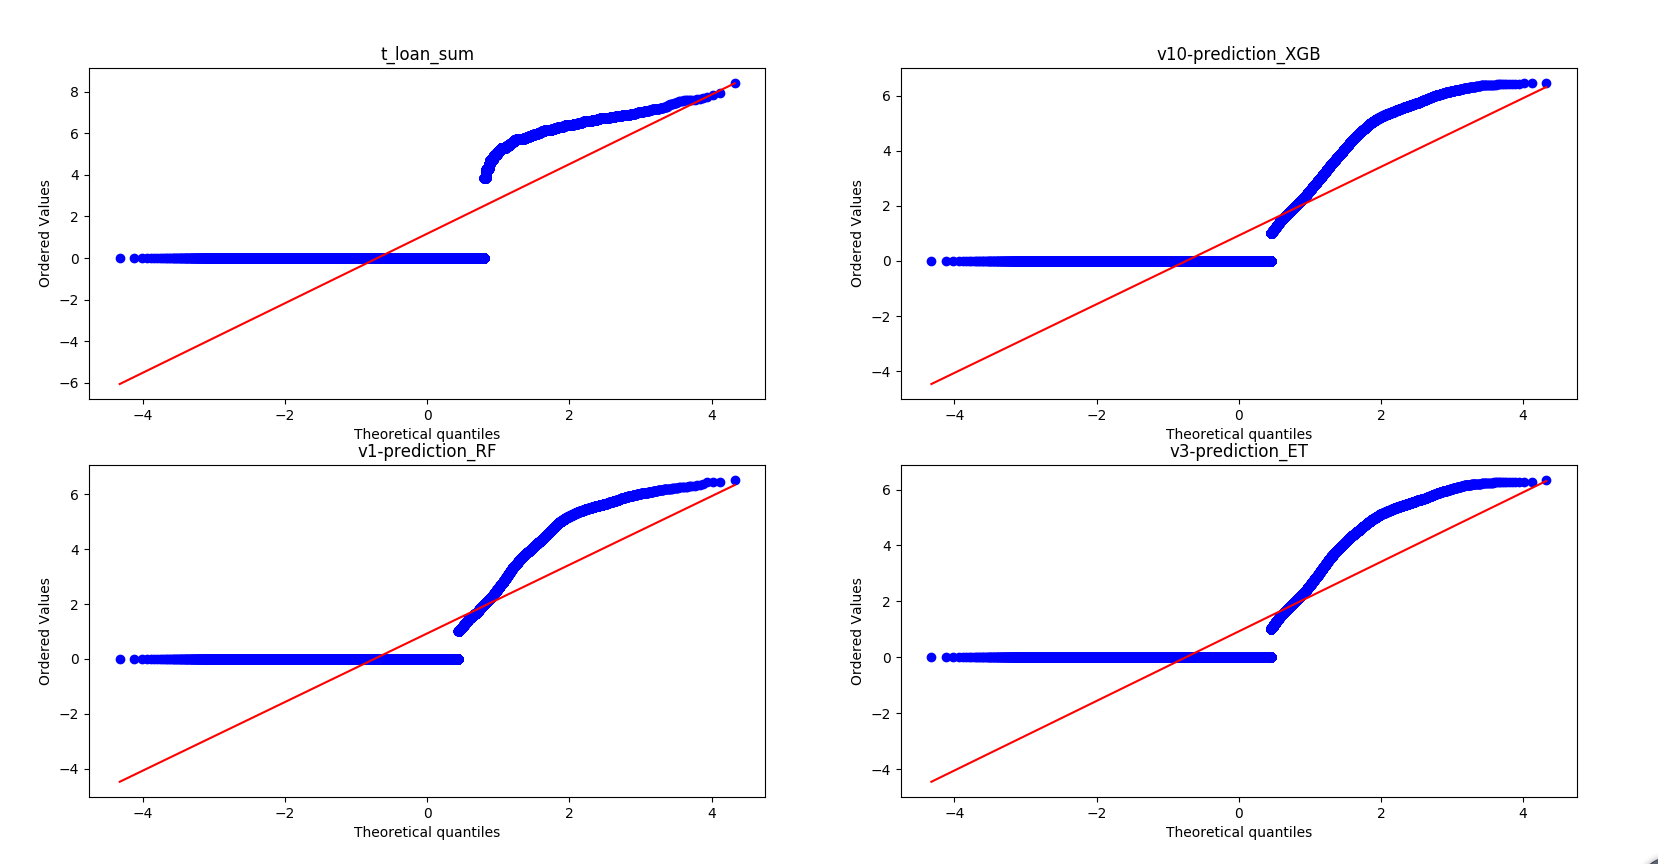 t_loan_sum
8
6
4
2
0
−2
−4
−6
Ordered Values
−4 −2 0 2 4
Theoretical quantiles
v10-prediction_XGB
6
4
2
0
−2
−4
Ordered Values
−4 −2 0 2 4
Theoretical quantiles
v1-prediction_RF
6
4
2
0
−2
−4
Ordered Values
−4 −2 0 2 4
Theoretical quantiles
v3-prediction_ET
6
4
2
0
−2
−4
Ordered Values
−4 −2 0 2 4
Theoretical quantiles